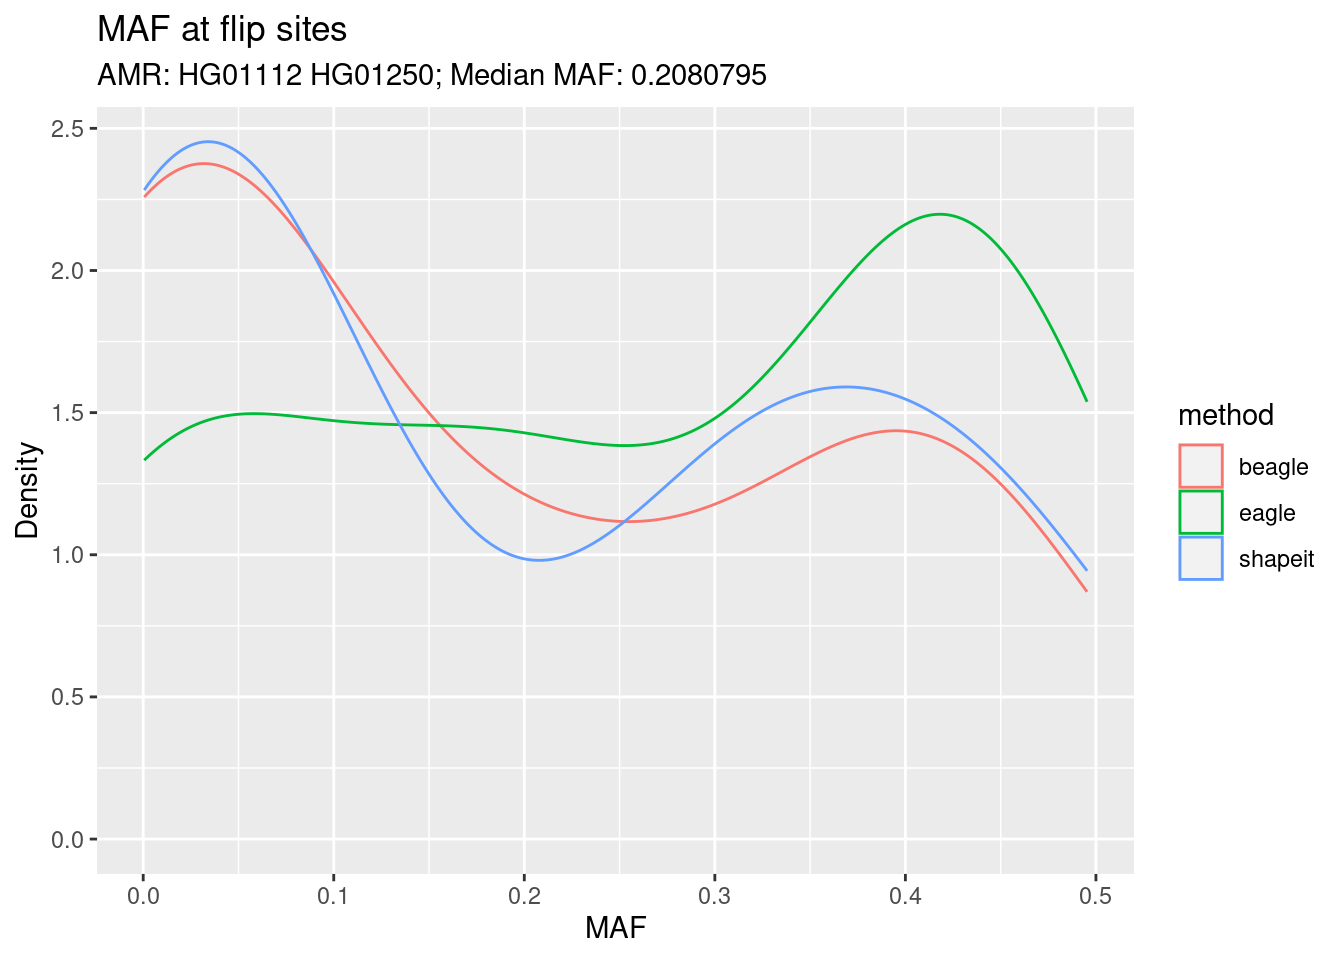 MAF at flip sites
AMR: HG01112 HG01250; Median MAF: 0.2080795
2.5
2.0
1.5
1.0
0.5
0.0
Density
0.0 0.1 0.2 0.3 0.4 0.5
MAF
method
beagle
eagle
shapeit